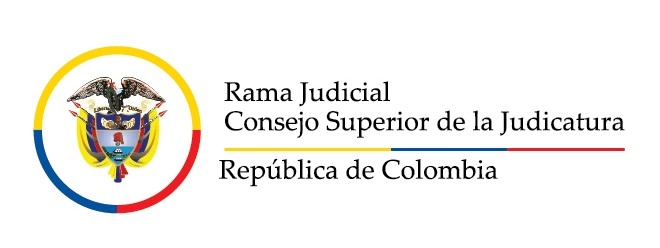 Rama Judicial
Consejo Superior de la Judicatura
República de Colombia